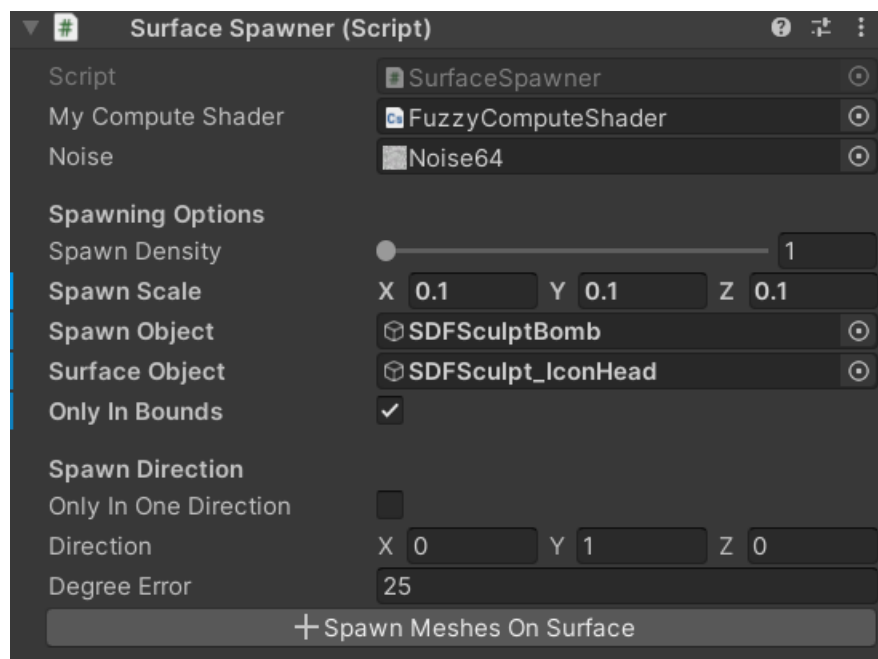 Surface Spawner (Script)
Script SurfaceSpawner
My Compute Shader FuzzyComputeShader
Noise Noise64
Spawning Options
Spawn Density 1
Spawn Scale X 0.1 Y 0.1 Z 0.1
Spawn Object SDFSculptBomb
Surface Object SDFSculpt_IconHead
Only In Bounds
Spawn Direction
Only In One Direction
Direction X 0 Y 1 Z 0
Degree Error 25
Spawn Meshes On Surface